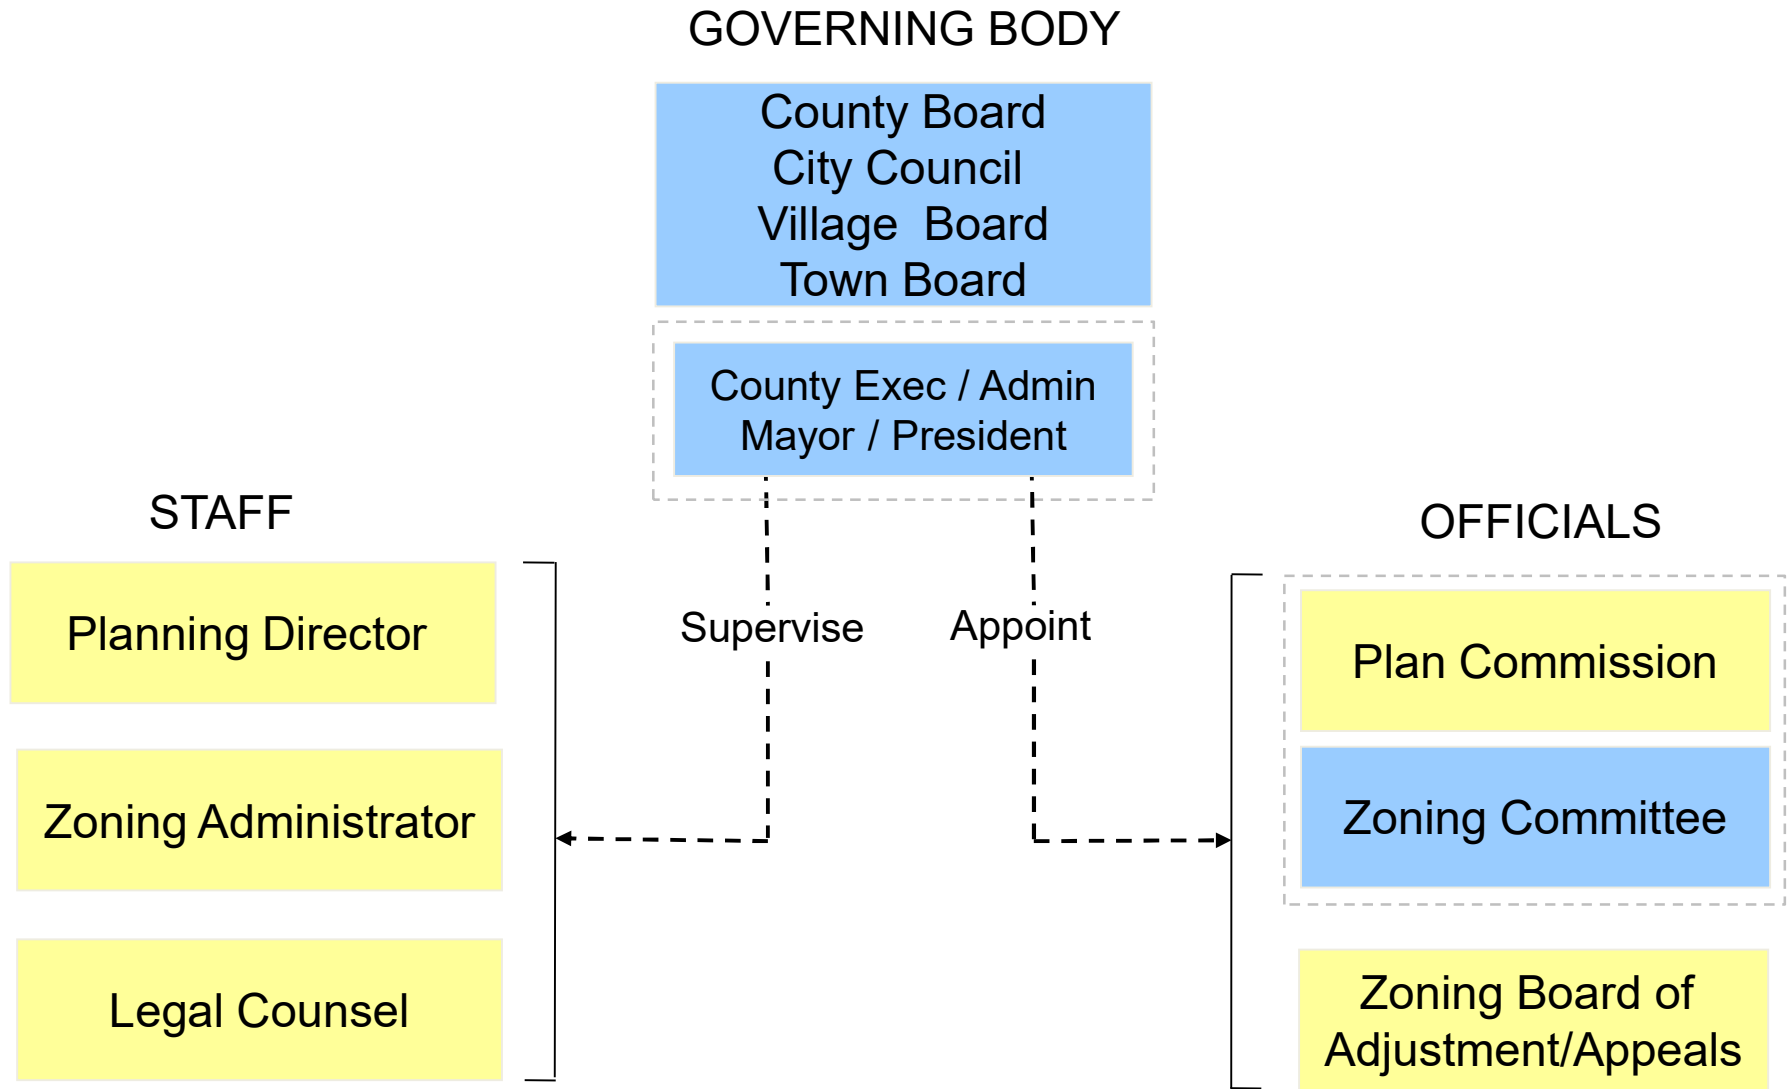 GOVERNING BODY
County Board
City Council
Village  Board
Town Board
County Exec / Admin
Mayor / President
STAFF
Planning Director
Zoning Administrator
Legal Counsel
Supervise
Appoint
OFFICIALS
Plan Commission
Zoning Committee
Zoning Board of
Adjustment/Appeals